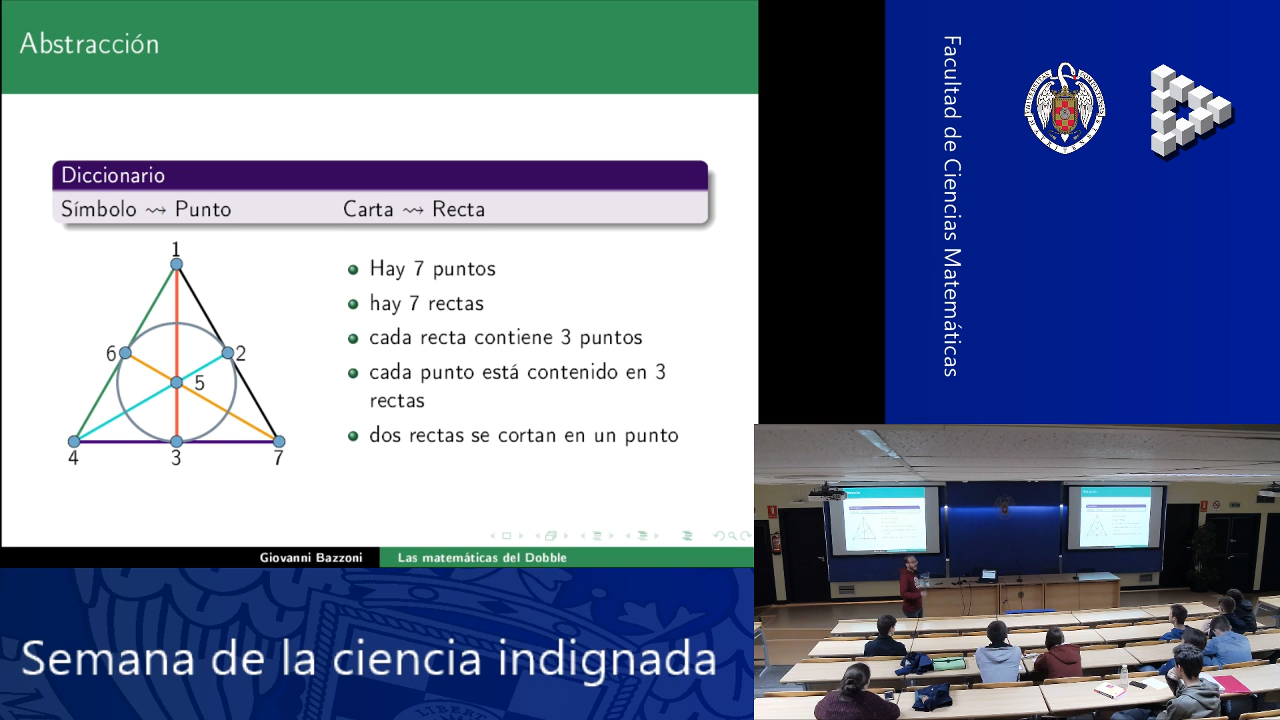 Abstracción
Diccionario
Símbolo ⇝ Punto Carta ⇝ Recta
1
6
2
5
4
3
7
Hay 7 puntos
hay 7 rectas
cada recta contiene 3 puntos
cada punto está contenido en 3
rectas
dos rectas se cortan en un punto
Giovanni Bazzoni Las matemáticas del Dobble
Semana de la ciencia indignada
Facultad de Ciencias Matemáticas